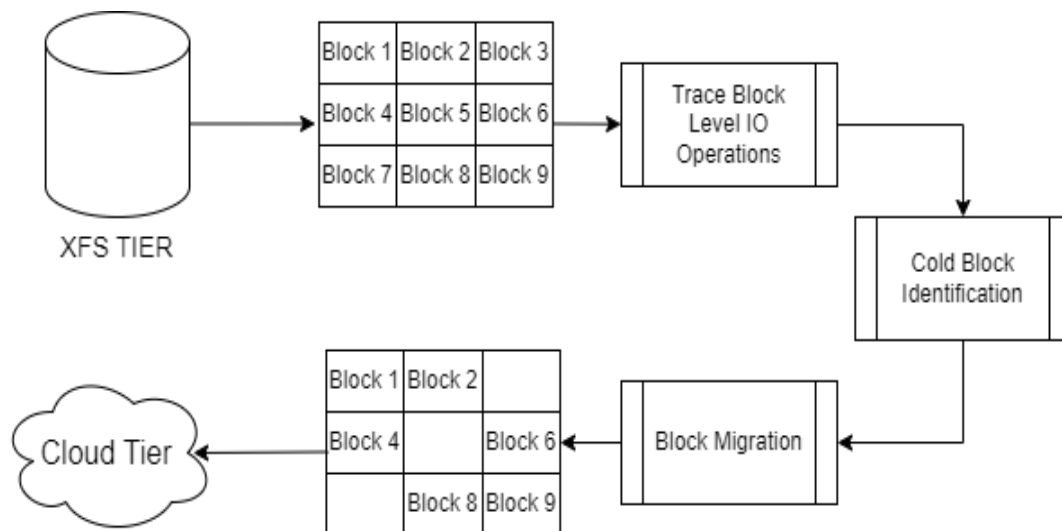 Block 1 Block 2 Block 3
Block 4 Block 5 Block 6
Block 7 Block 8 Block 9
XFS TIER
Trace Block
Level IO
Operations
Cold Block
Identification
Block Migration
Block 1 Block 2
Block 4 Block 6
Block 8 Block 9
Cloud Tier